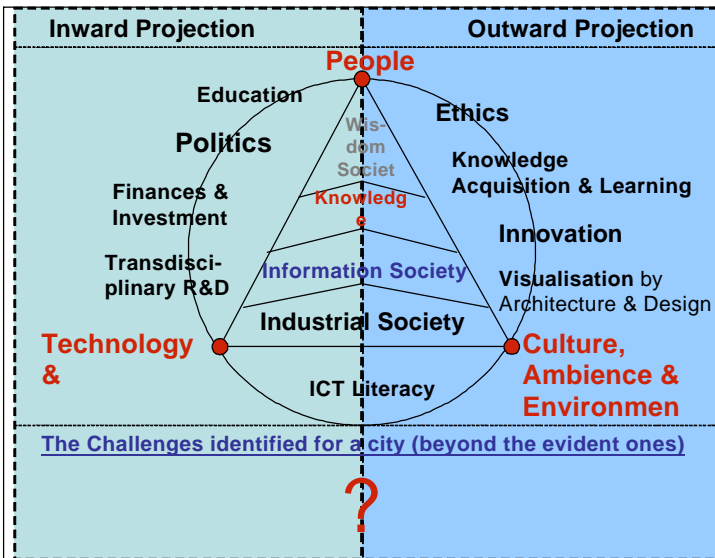 Inward Projection
Outward Projection
People
Education
Ethics
Politics
Wis-
dom
Societ
Knowledge
Acquisition & Learning
Finances &
Investment
Knowledg
e
Innovation
Transdisci-
plinary R&D
Information Society
Visualisation by
Architecture & Design
Industrial Society
Technology
&
Culture,
Ambience &
Environmen
ICT Literacy
The Challenges identified for a city (beyond the evident ones)
?